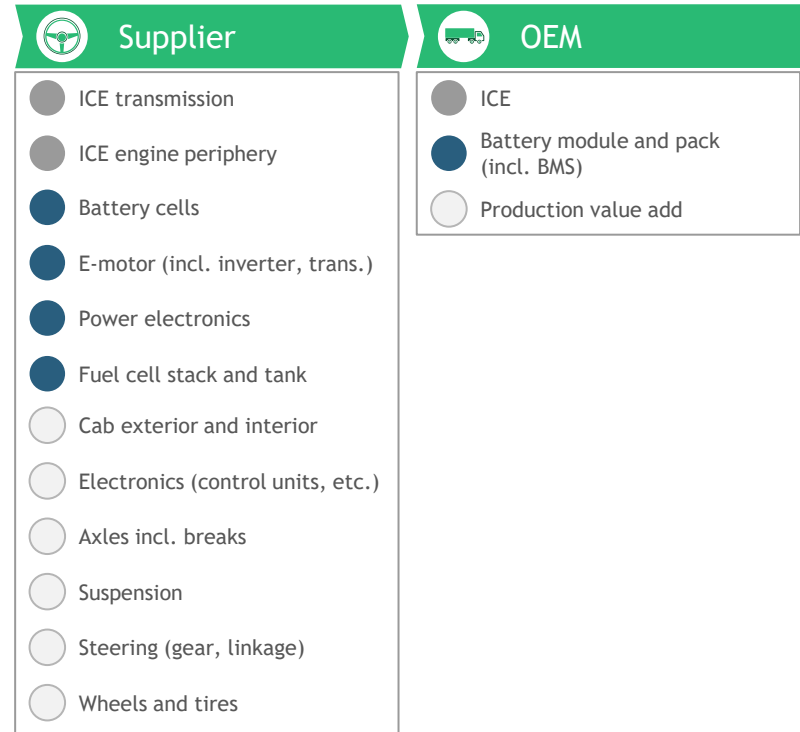 Supplier
ICE transmission
ICE engine periphery
Battery cells
E-motor (incl. inverter, trans.)
Power electronics
Fuel cell stack and tank
Cab exterior and interior
Electronics (control units, etc.)
Axles incl. breaks
Suspension
Steering (gear, linkage)
Wheels and tires
OEM
ICE
Battery module and pack
(incl. BMS)
Production value add